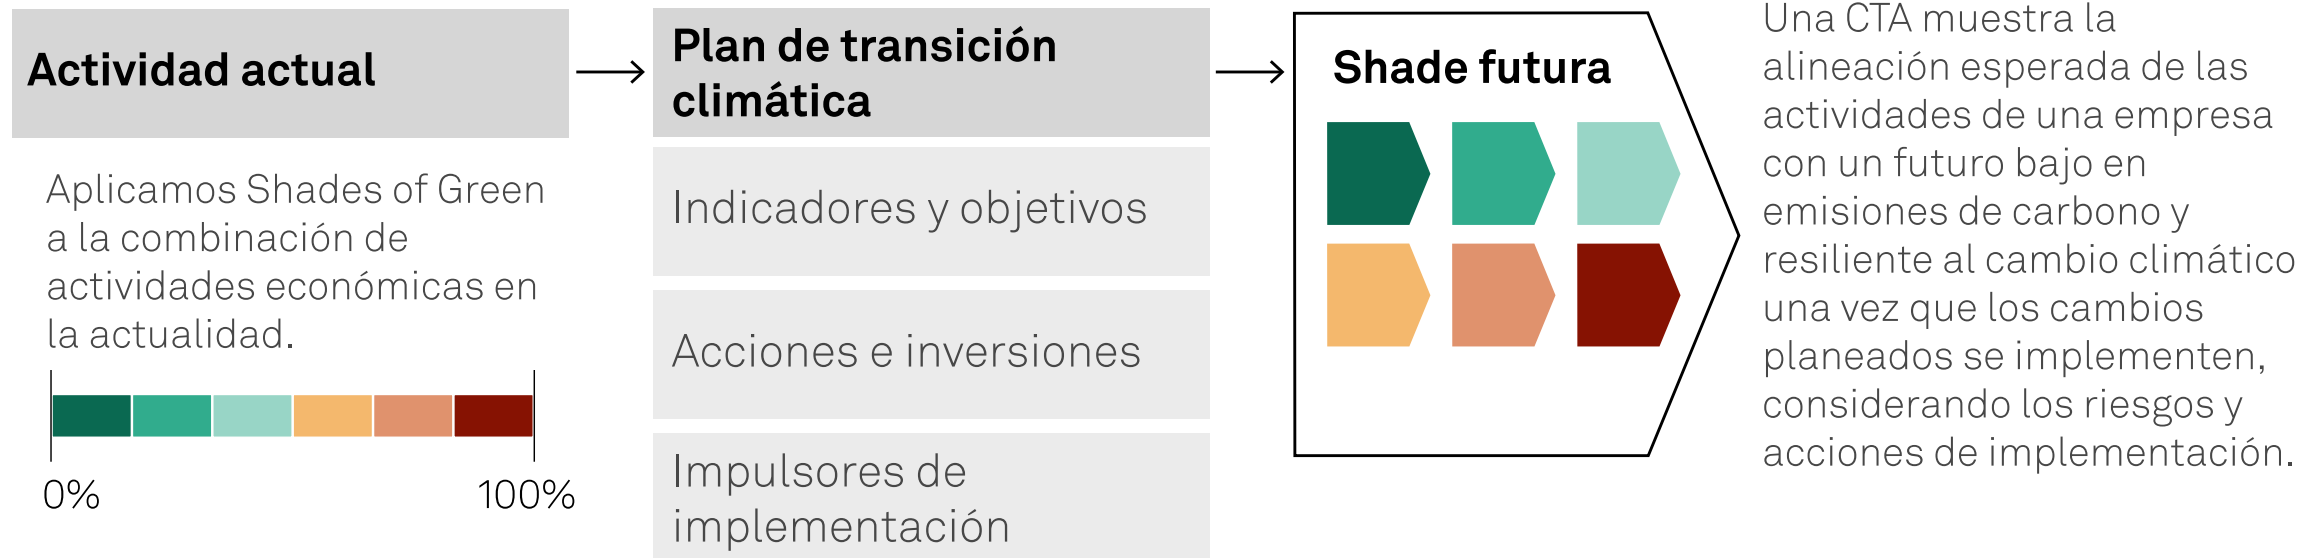 Actividad actual
Aplicamos Shades of Green
a la combinación de
actividades económicas en
la actualidad.
0%
100%
Plan de transición
climática
Indicadores y objetivos
Acciones e inversiones
Impulsores de
implementación
Shade futura
Una CTA muestra la
alineación esperada de las
actividades de una empresa
con un futuro bajo en
emisiones de carbono y
resiliente al cambio climático
una vez que los cambios
planeados se implementen,
considerando los riesgos y
acciones de implementación.